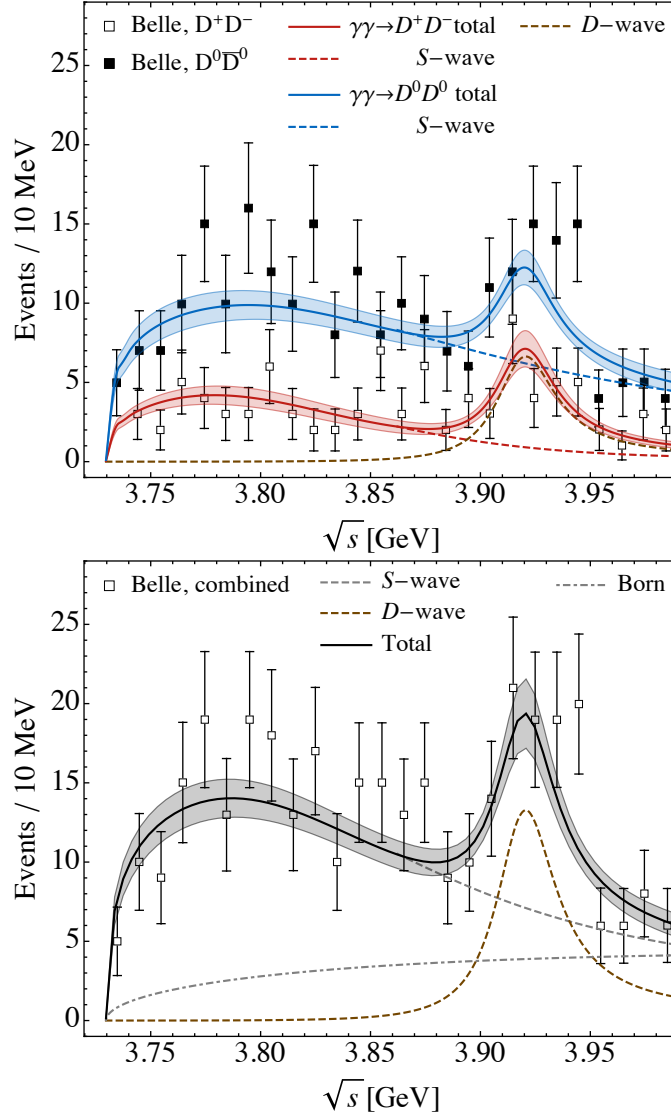 Belle, D⁺D⁻
Belle, D⁰D̅⁰
γγ→D⁺D⁻ total
S−wave
γγ→D⁰D⁰ total
S−wave
D−wave
Events / 10 MeV
25
20
15
10
5
0
3.75 3.80 3.85 3.90 3.95
√s [GeV]
Belle, combined
S−wave
D−wave
Total
Born
Events / 10 MeV
25
20
15
10
5
0
3.75 3.80 3.85 3.90 3.95
√s [GeV]